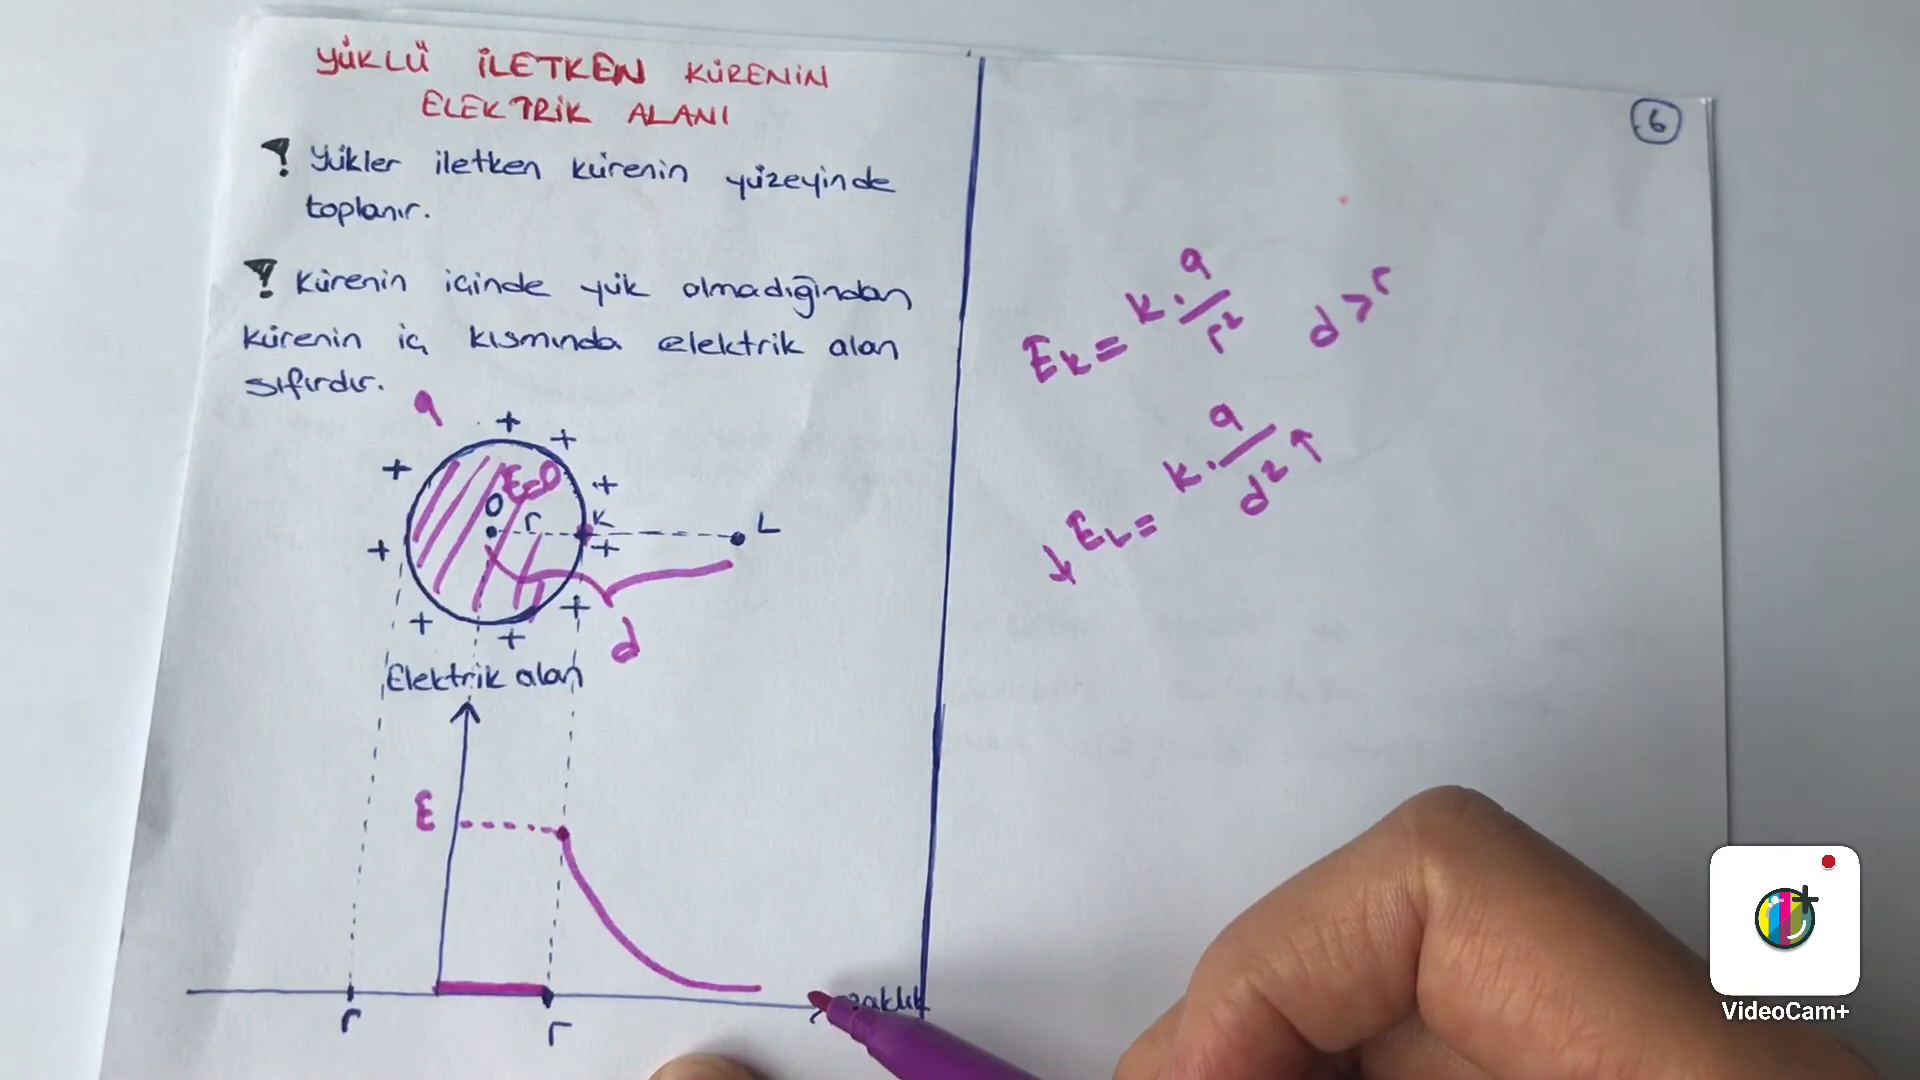 YÜKLÜ İLETKEN KÜRENİN
ELEKTRİK ALANI
! Yükler iletken kürenin yüzeyinde
toplanır.
! Kürenin içinde yük olmadığından
kürenin iç kısmında elektrik alan
sıfırdır.
q
+ +
+ E=0 +
O r K L
+ +
+ + +
d
Elektrik alan
E
r r
6
E_K = k . q / r² d > r
↓ E_L = k . q / d² ↑
VideoCam+